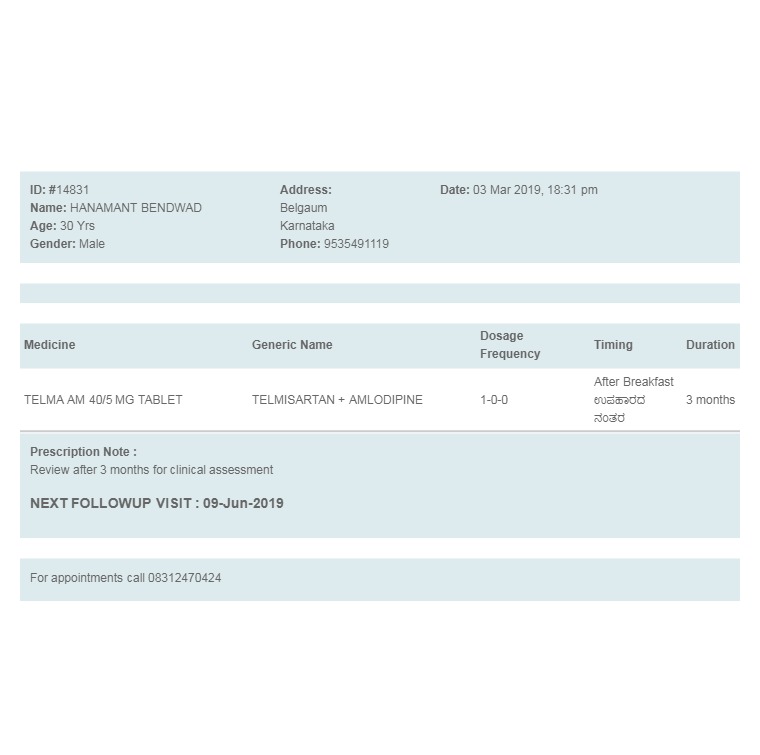 ID: #14831
Name: HANAMANT BENDWAD
Age: 30 Yrs
Gender: Male
Address:
Belgaum
Karnataka
Phone: 9535491119
Date: 03 Mar 2019, 18:31 pm
Medicine Generic Name Dosage Frequency Timing Duration
TELMA AM 40/5 MG TABLET TELMISARTAN + AMLODIPINE 1-0-0 After Breakfast ಉಪಹಾರದ ನಂತರ 3 months
Prescription Note :
Review after 3 months for clinical assessment
NEXT FOLLOWUP VISIT : 09-Jun-2019
For appointments call 08312470424